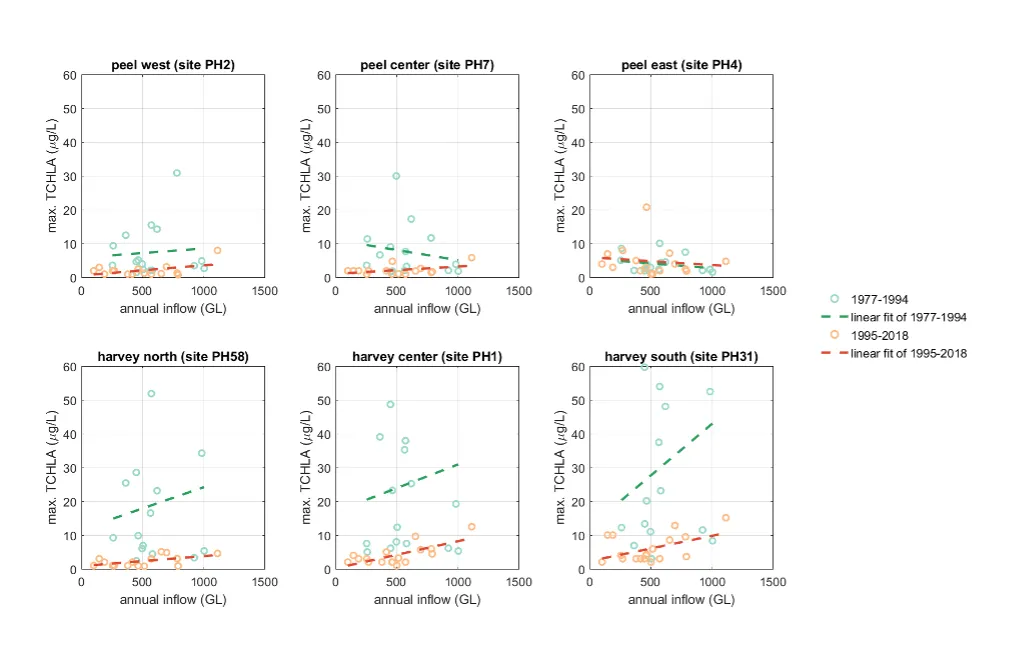 peel west (site PH2)
peel center (site PH7)
peel east (site PH4)
60
50
40
30
20
10
0
max. TCHLA (μg/L)
0 500 1000 1500
annual inflow (GL)
60
50
40
30
20
10
0
max. TCHLA (μg/L)
0 500 1000 1500
annual inflow (GL)
60
50
40
30
20
10
0
max. TCHLA (μg/L)
0 500 1000 1500
annual inflow (GL)
1977-1994
linear fit of 1977-1994
1995-2018
linear fit of 1995-2018
harvey north (site PH58)
harvey center (site PH1)
harvey south (site PH31)
60
50
40
30
20
10
0
max. TCHLA (μg/L)
0 500 1000 1500
annual inflow (GL)
60
50
40
30
20
10
0
max. TCHLA (μg/L)
0 500 1000 1500
annual inflow (GL)
60
50
40
30
20
10
0
max. TCHLA (μg/L)
0 500 1000 1500
annual inflow (GL)